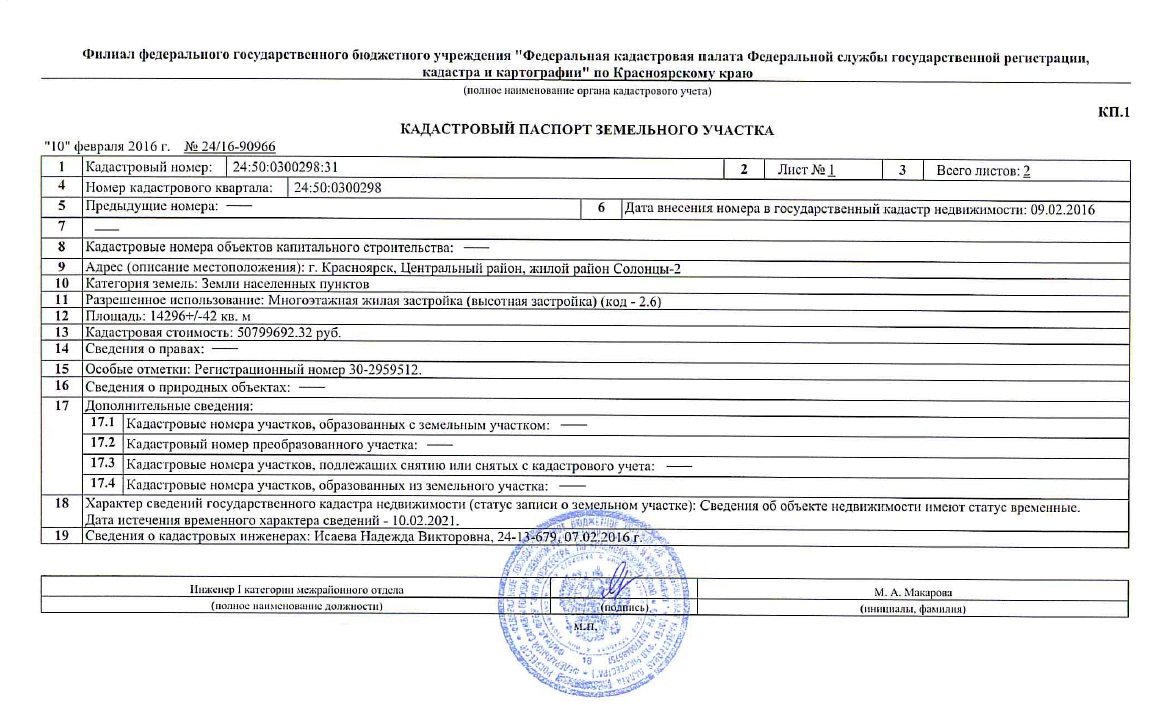 Филиал федерального государственного бюджетного учреждения "Федеральная кадастровая палата Федеральной службы государственной регистрации,
кадастра и картографии" по Красноярскому краю
(полное наименование органа кадастрового учета)
КП.1
КАДАСТРОВЫЙ ПАСПОРТ ЗЕМЕЛЬНОГО УЧАСТКА
"10" февраля 2016 г. № 24/16-90966
1 Кадастровый номер: 24:50:0300298:31 2 Лист № 1 3 Всего листов: 2
4 Номер кадастрового квартала: 24:50:0300298
5 Предыдущие номера: —— 6 Дата внесения номера в государственный кадастр недвижимости: 09.02.2016
7 ——
8 Кадастровые номера объектов капитального строительства: ——
9 Адрес (описание местоположения): г. Красноярск, Центральный район, жилой район Солонцы-2
10 Категория земель: Земли населенных пунктов
11 Разрешенное использование: Многоэтажная жилая застройка (высотная застройка) (код - 2.6)
12 Площадь: 14296+/-42 кв. м
13 Кадастровая стоимость: 50799692.32 руб.
14 Сведения о правах: ——
15 Особые отметки: Регистрационный номер 30-2959512.
16 Сведения о природных объектах: ——
17 Дополнительные сведения:
17.1 Кадастровые номера участков, образованных с земельным участком: ——
17.2 Кадастровый номер преобразованного участка: ——
17.3 Кадастровые номера участков, подлежащих снятию или снятых с кадастрового учета: ——
17.4 Кадастровые номера участков, образованных из земельного участка: ——
18 Характер сведений государственного кадастра недвижимости (статус записи о земельном участке): Сведения об объекте недвижимости имеют статус временные.
Дата истечения временного характера сведений - 10.02.2021.
19 Сведения о кадастровых инженерах: Исаева Надежда Викторовна, 24-13-679, 07.02.2016 г.
Инженер I категории межрайонного отдела М. А. Макарова
(полное наименование должности) (подпись) (инициалы, фамилия)
М.П.